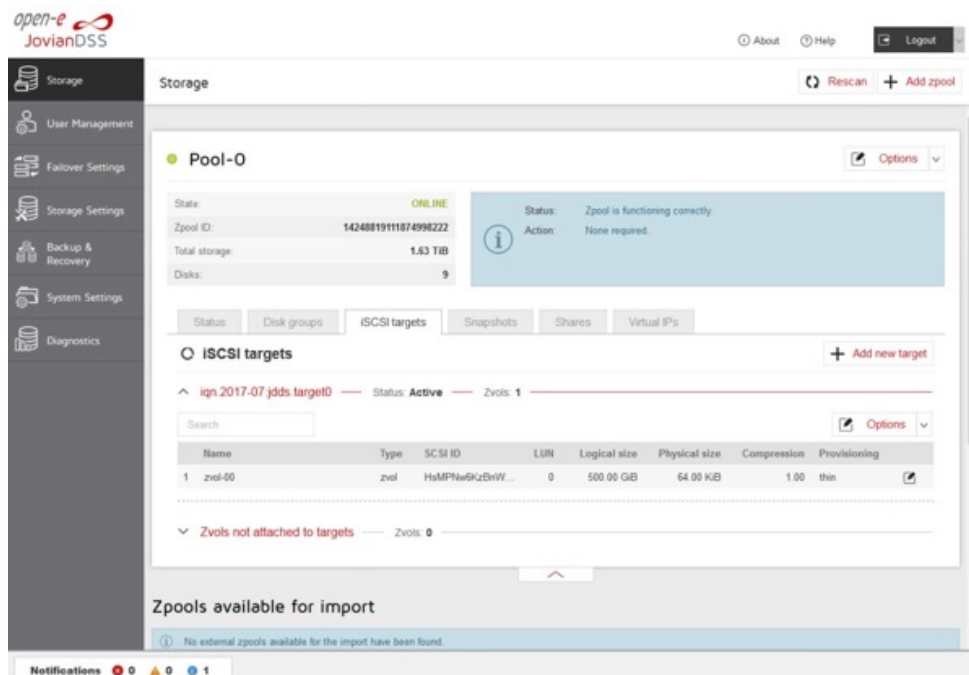 open-e
JovianDSS
About Help Logout
Storage
User Management
Failover Settings
Storage Settings
Backup &
Recovery
System Settings
Diagnostics
Storage Rescan Add zpool
Pool-0 Options
State: ONLINE
Zpool ID: 14248819111874998222
Total storage: 1.63 TiB
Disks: 9
Status: Zpool is functioning correctly.
Action: None required.
Status Disk groups iSCSI targets Snapshots Shares Virtual IPs
iSCSI targets Add new target
iqn.2017-07:jdds.target0 Status: Active Zvols: 1
Search Options
Name Type SCSI ID LUN Logical size Physical size Compression Provisioning
1 zvol-00 zvol 0 500.00 GiB 64.00 KiB 1.00 thin
Zvols not attached to targets Zvols: 0
Zpools available for import
No external zpools available for the import have been found.
Notifications 0 0 1